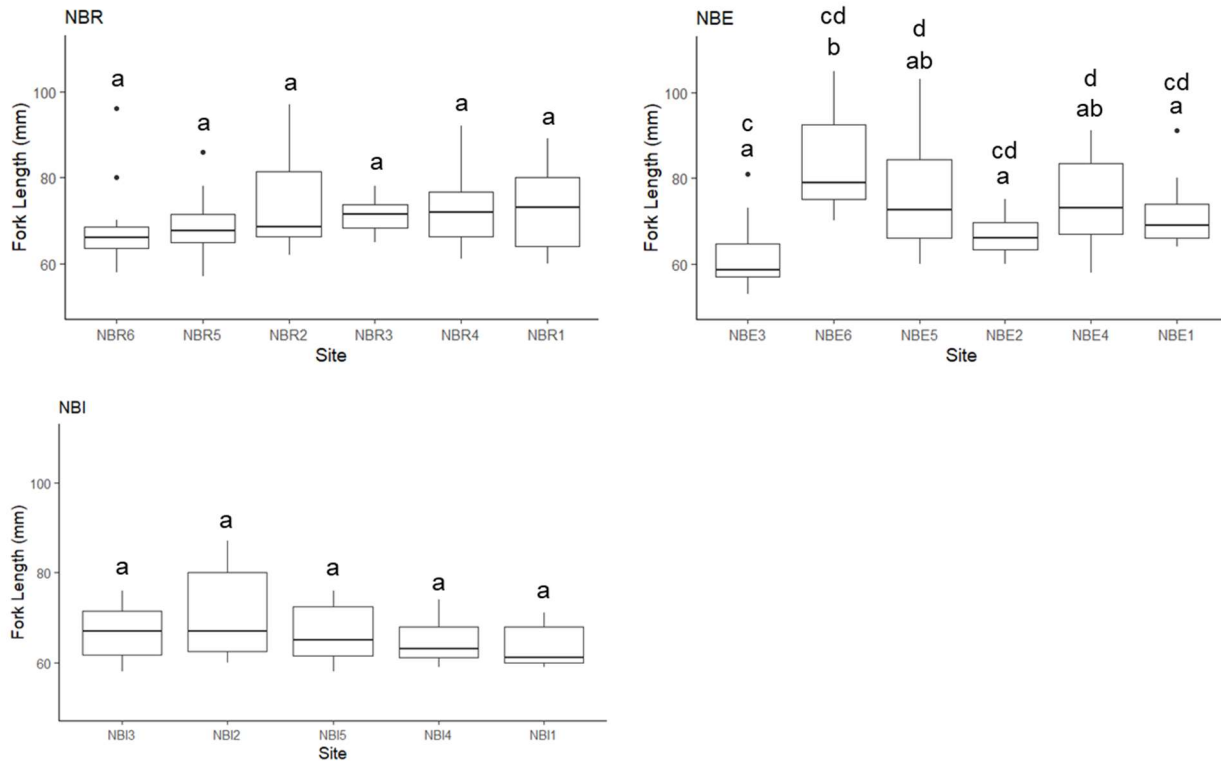 NBR
a a a a a a
Fork Length (mm)
100
80
60
NBR6 NBR5 NBR2 NBR3 NBR4 NBR1
Site
NBE
cd d d cd
b ab c cd ab a
a a
Fork Length (mm)
100
80
60
NBE3 NBE6 NBE5 NBE2 NBE4 NBE1
Site
NBI
a a a a a
Fork Length (mm)
100
80
60
NBI3 NBI2 NBI5 NBI4 NBI1
Site